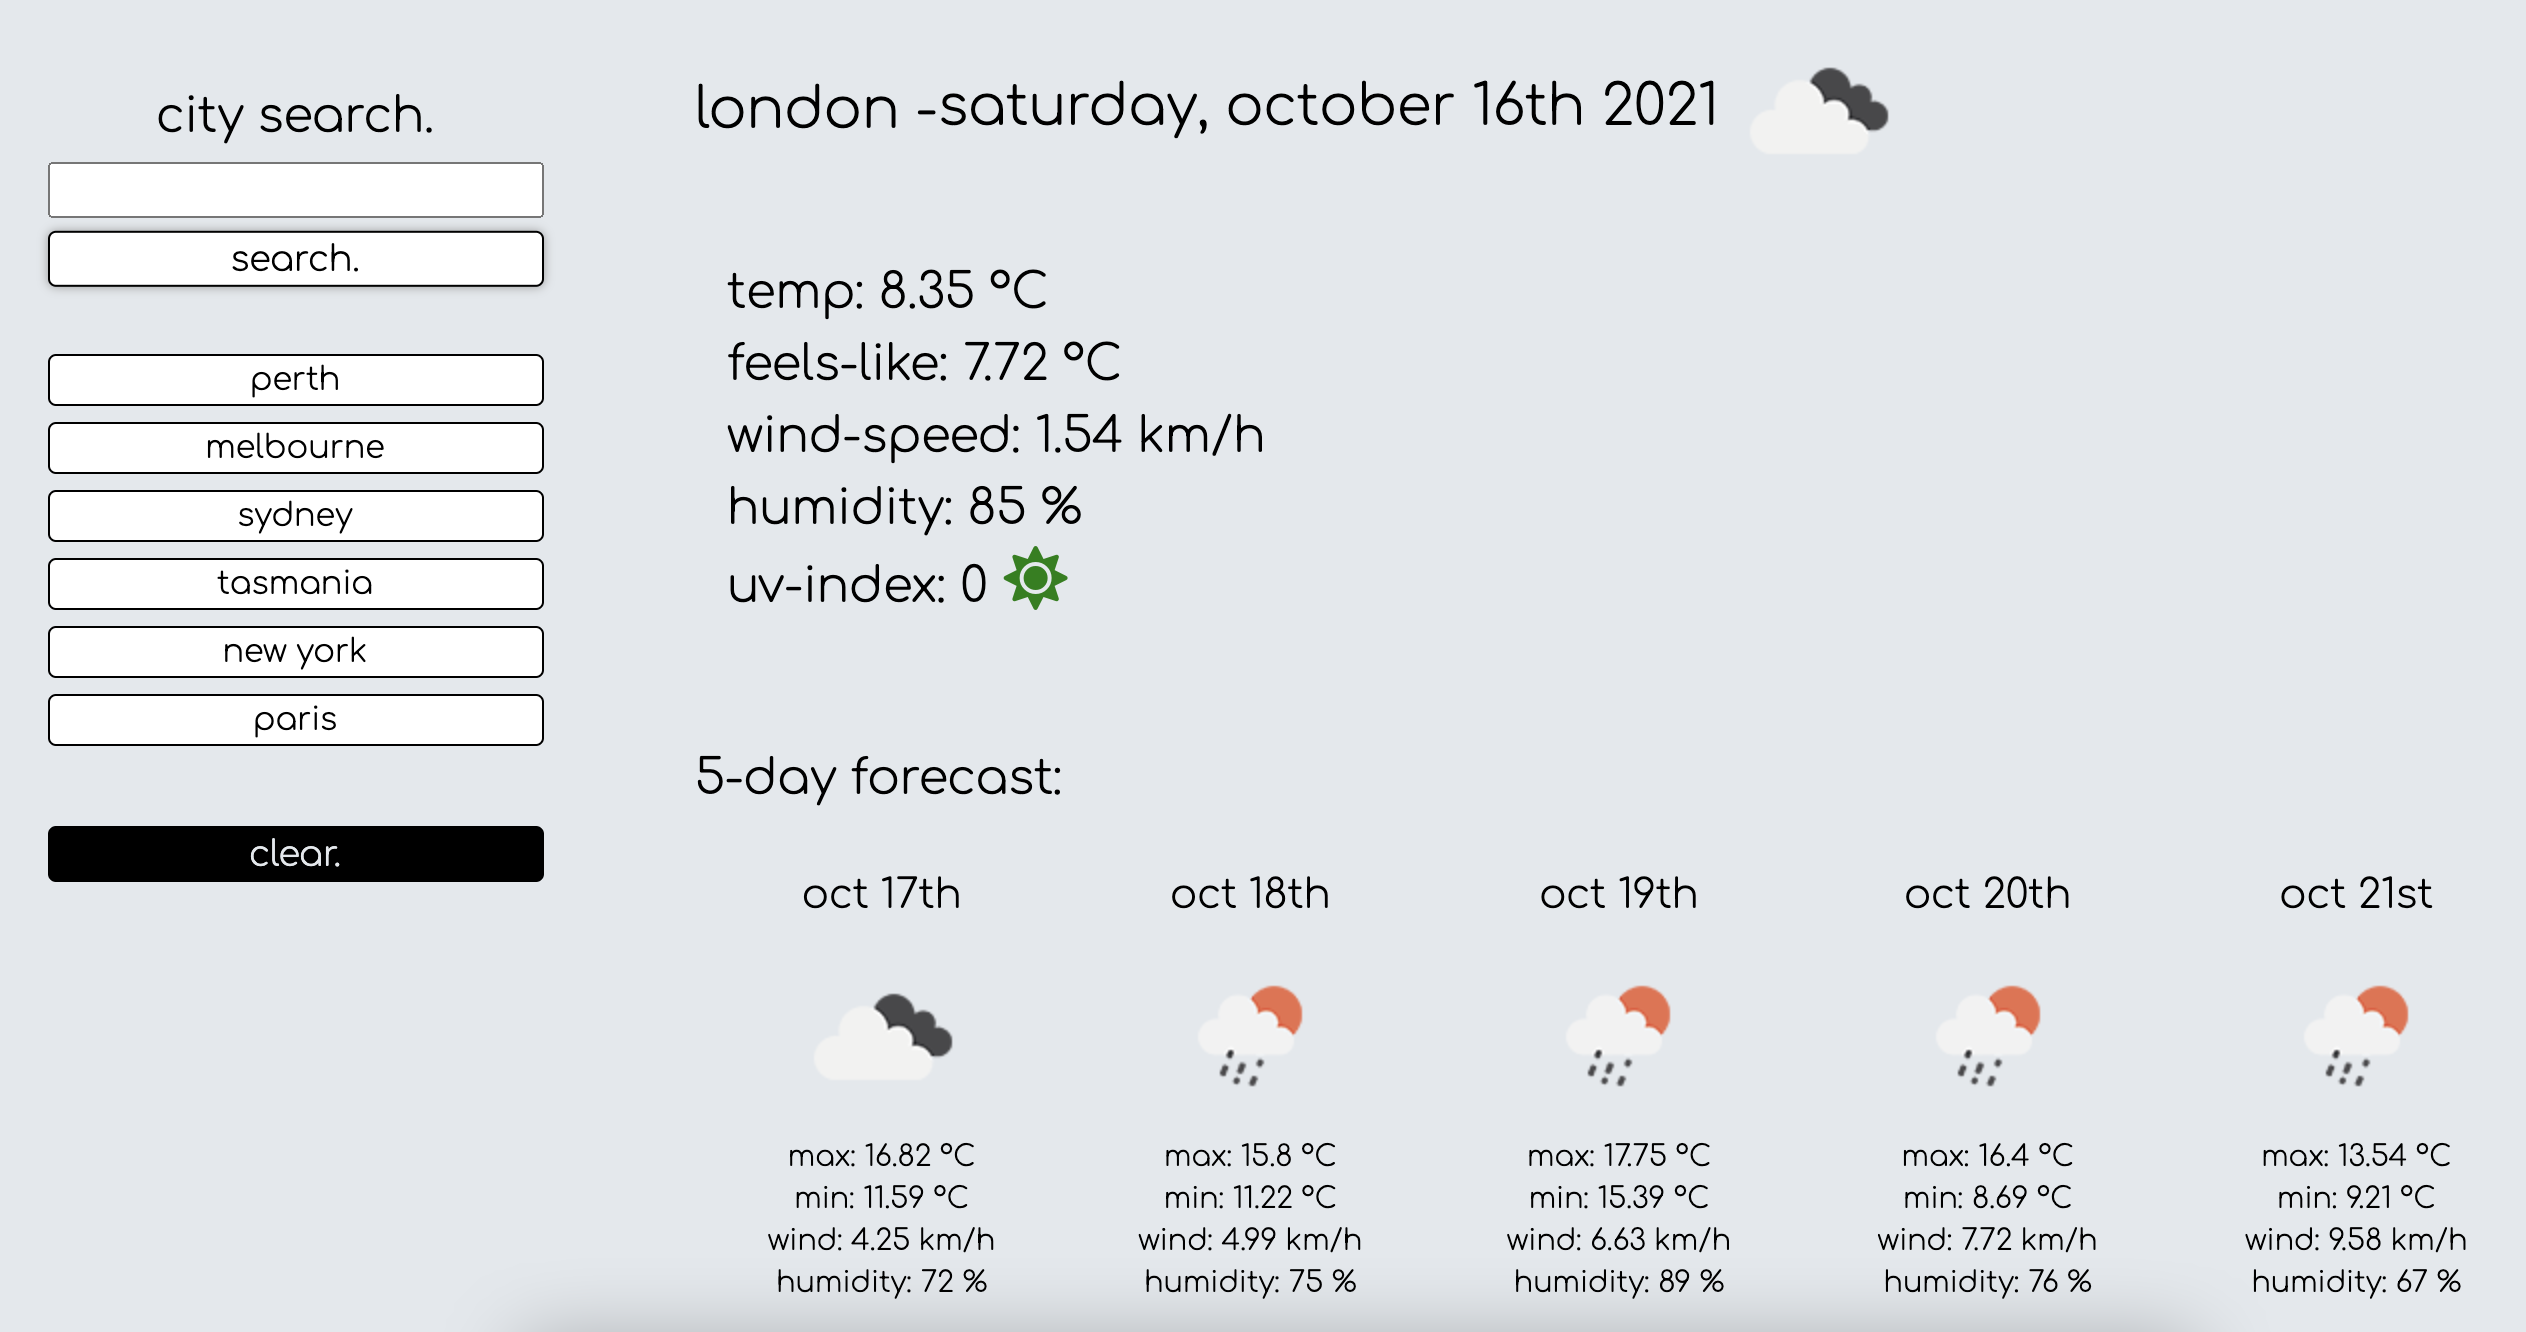 city search.
search.
perth
melbourne
sydney
tasmania
new york
paris
clear.
london -saturday, october 16th 2021
temp: 8.35 °C
feels-like: 7.72 °C
wind-speed: 1.54 km/h
humidity: 85 %
uv-index: 0
5-day forecast:
oct 17th
max: 16.82 °C
min: 11.59 °C
wind: 4.25 km/h
humidity: 72 %
oct 18th
max: 15.8 °C
min: 11.22 °C
wind: 4.99 km/h
humidity: 75 %
oct 19th
max: 17.75 °C
min: 15.39 °C
wind: 6.63 km/h
humidity: 89 %
oct 20th
max: 16.4 °C
min: 8.69 °C
wind: 7.72 km/h
humidity: 76 %
oct 21st
max: 13.54 °C
min: 9.21 °C
wind: 9.58 km/h
humidity: 67 %